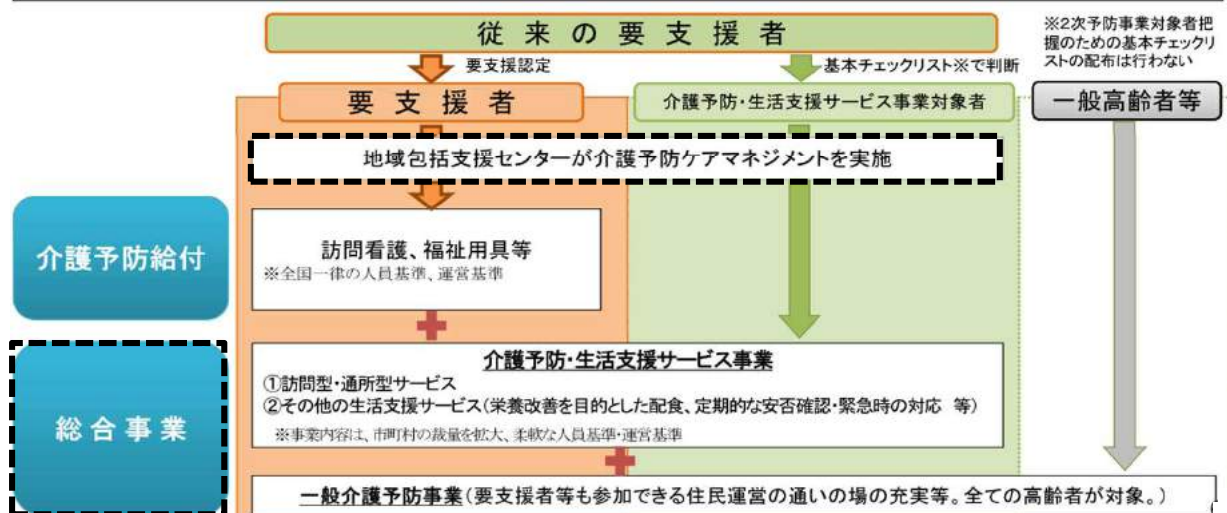 従来の要支援者
※2次予防事業対象者把
握のための基本チェックリ
ストの配布は行わない
要支援認定
基本チェックリスト※で判断
要支援者
介護予防・生活支援サービス事業対象者
一般高齢者等
地域包括支援センターが介護予防ケアマネジメントを実施
介護予防給付
訪問看護、福祉用具等
※全国一律の人員基準、運営基準
総合事業
介護予防・生活支援サービス事業
①訪問型・通所型サービス
②その他の生活支援サービス(栄養改善を目的とした配食、定期的な安否確認・緊急時の対応 等)
※事業内容は、市町村の裁量を拡大、柔軟な人員基準・運営基準
一般介護予防事業(要支援者等も参加できる住民運営の通いの場の充実等。全ての高齢者が対象。)